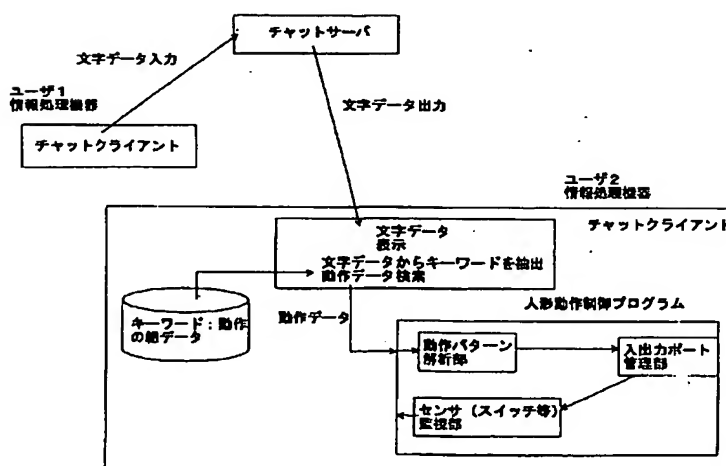 チャットサーバ
文字データ入力
ユーザ1
情報処理機部
チャットクライアント
文字データ出力
ユーザ2
情報処理機器
チャットクライアント
文字データ
表示
文字データからキーワードを抽出
動作データ検索
キーワード:動作
の組データ
動作データ
人形動作制御プログラム
動作パターン
解析部
入出力ポート
管理部
センサ(スイッチ等)
監視部